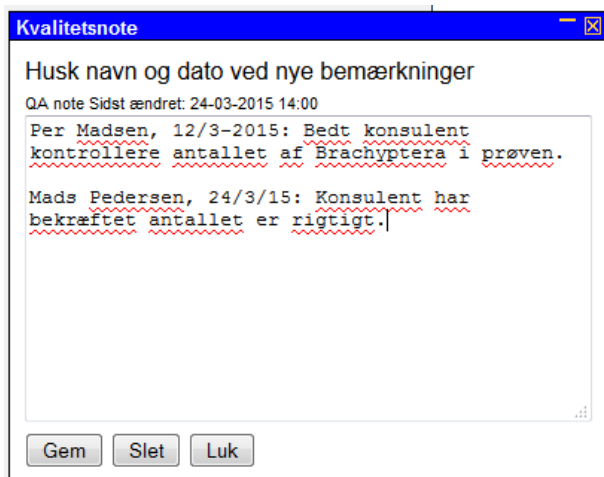 Kvalitetsnote
Husk navn og dato ved nye bemærkninger
QA note Sidst ændret: 24-03-2015 14:00
Per Madsen, 12/3-2015: Bedt konsulent
kontrollere antallet af Brachyptera i prøven.
Mads Pedersen, 24/3/15: Konsulent har
bekræftet antallet er rigtigt.
Gem Slet Luk